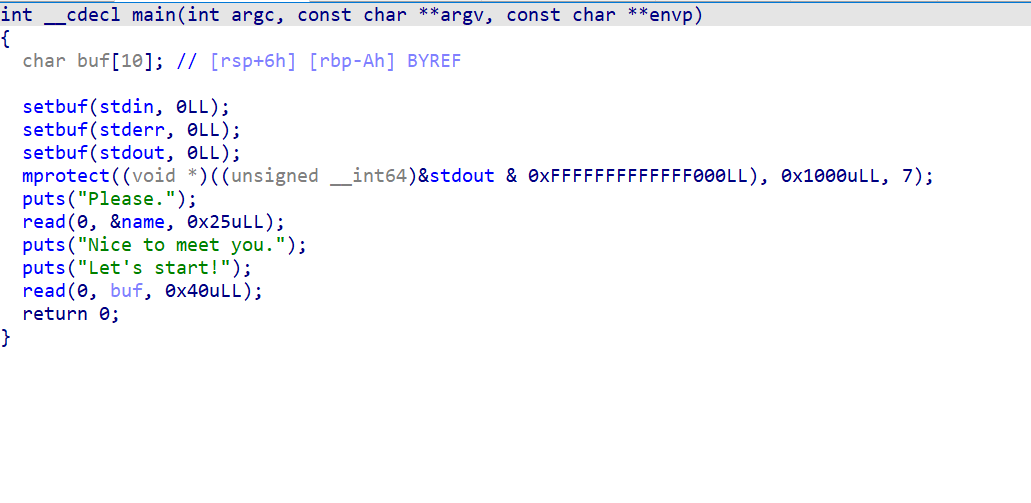 int __cdecl main(int argc, const char **argv, const char **envp)
{
  char buf[10]; // [rsp+6h] [rbp-Ah] BYREF
  setbuf(stdin, 0LL);
  setbuf(stderr, 0LL);
  setbuf(stdout, 0LL);
  mprotect((void *)((unsigned __int64)&stdout & 0xFFFFFFFFFFFFF000LL), 0x1000uLL, 7);
  puts("Please.");
  read(0, &name, 0x25uLL);
  puts("Nice to meet you.");
  puts("Let's start!");
  read(0, buf, 0x40uLL);
  return 0;
}